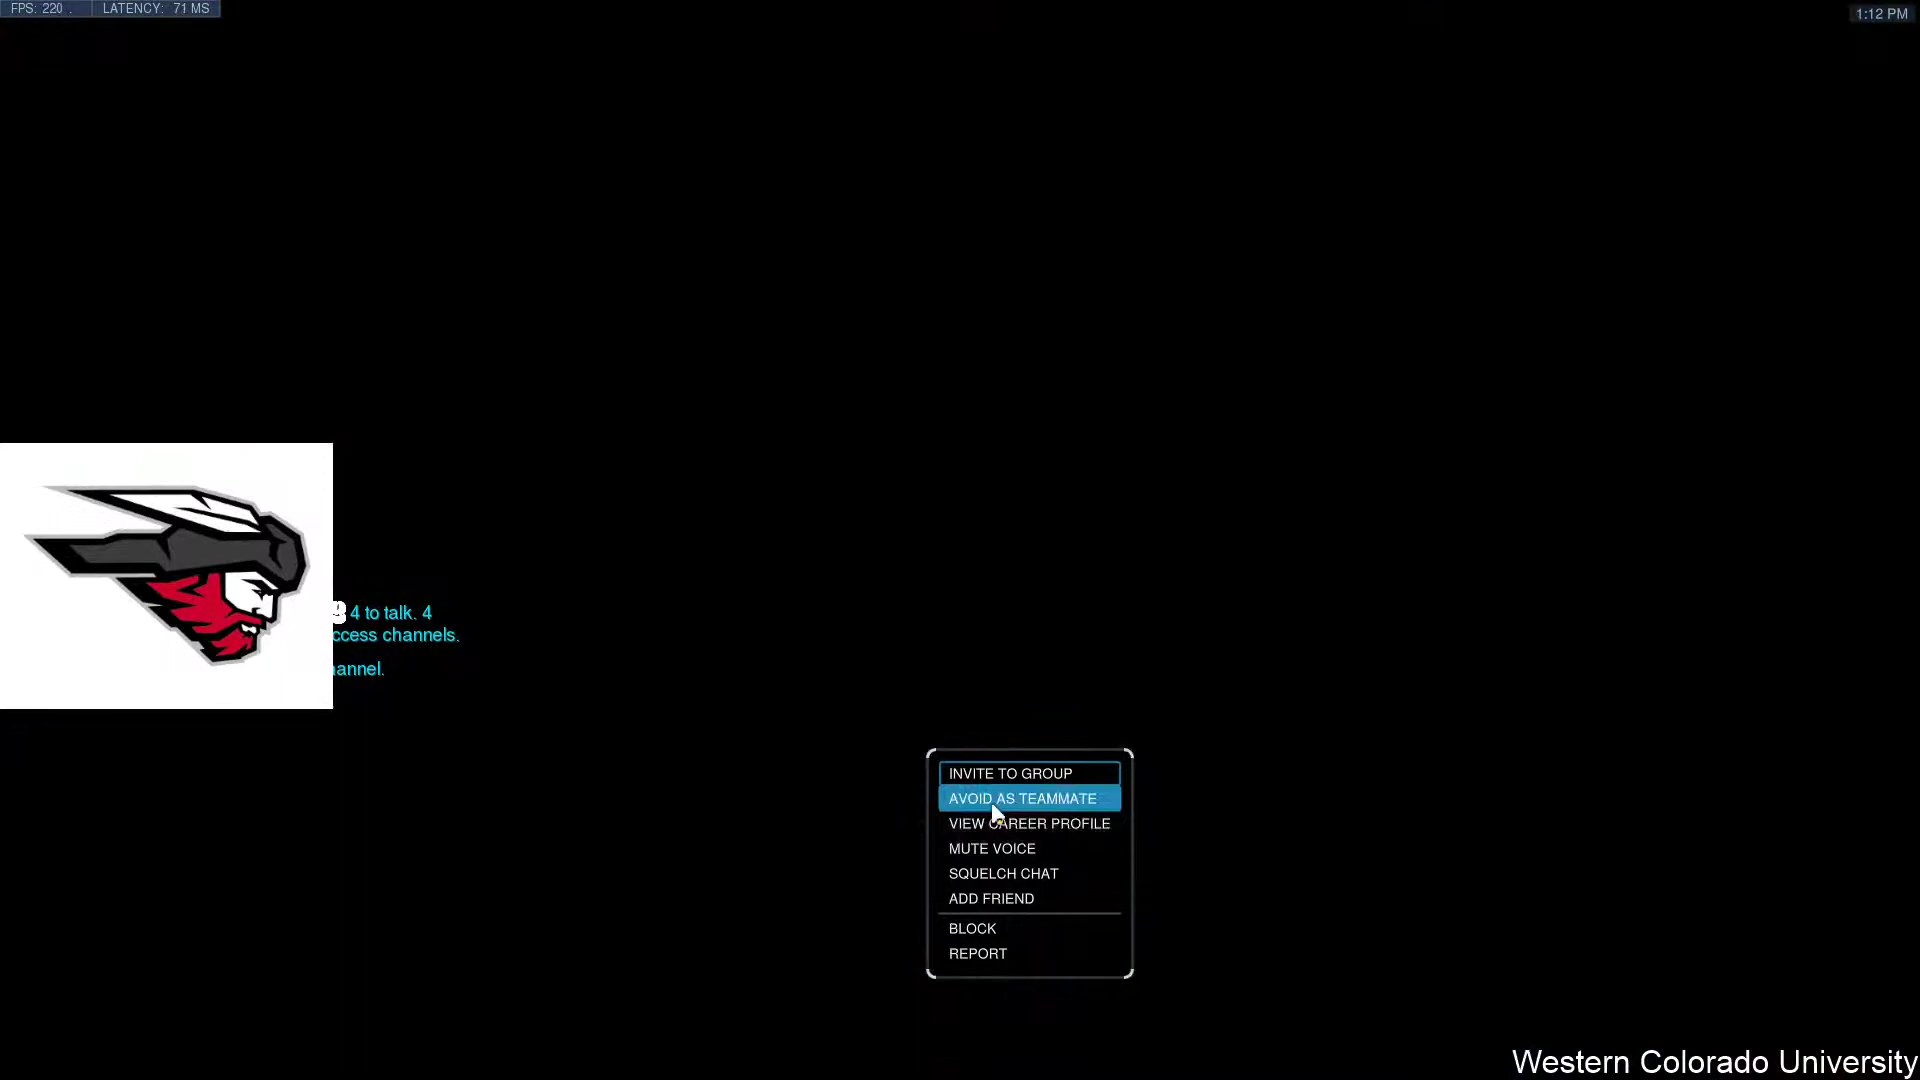 FPS: 220 . LATENCY: 71 MS
1:12 PM
4 to talk. 4
ccess channels.
annel.
INVITE TO GROUP
AVOID AS TEAMMATE
VIEW CAREER PROFILE
MUTE VOICE
SQUELCH CHAT
ADD FRIEND
BLOCK
REPORT
Western Colorado University